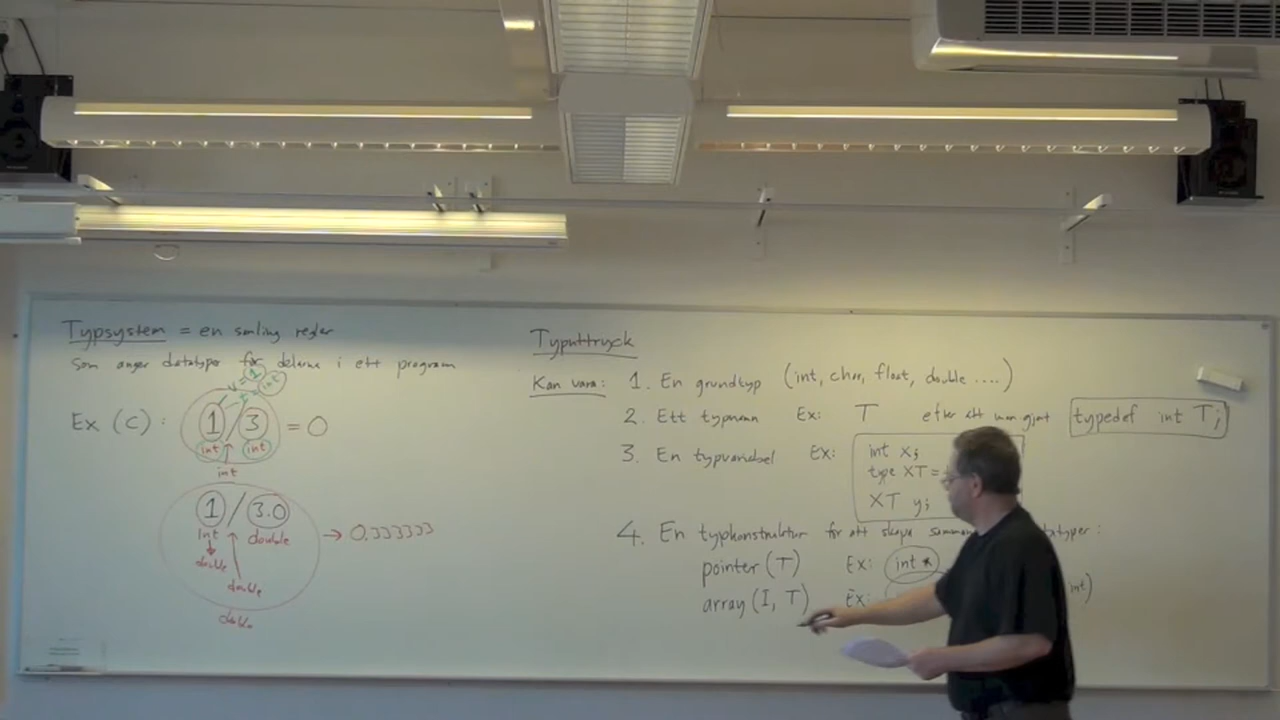 Typsystem = en samling regler
som anger datatyper för delarna i ett program
Ex (C): 1 / 3 = 0
int int
int
1 / 3.0 → 0.333333
int double
double
double
double
Typuttryck
Kan vara: 1. En grundtyp (int, char, float, double ....)
2. Ett typnamn Ex: T efter att man gjort typedef int T;
3. En typvariabel Ex: int x;
type XT =
XT y;
4. En typkonstruktor för att skapa samman atatyper:
pointer (T) Ex: int *
array (I, T) Ex: int)